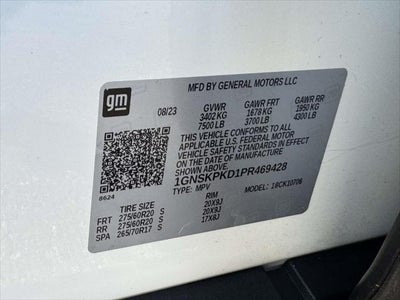 gm
MFD BY GENERAL MOTORS LLC
08/23
GVWR GAWR FRT GAWR RR
3402 KG 1678 KG 1950 KG
7500 LB 3700 LB 4300 LB
THIS VEHICLE CONFORMS TO ALL
APPLICABLE U.S. FEDERAL MOTOR
VEHICLE SAFETY STANDARDS IN
EFFECT ON THE DATE OF
MANUFACTURE SHOWN ABOVE.
1GNSKPKD1PR469428
TYPE: MPV MODEL: 1SCK10706
8624
TIRE SIZE RIM
FRT 275/60R20 S 20X9J
RR 275/60R20 S 20X9J
SPA 265/70R17 S 17X8J